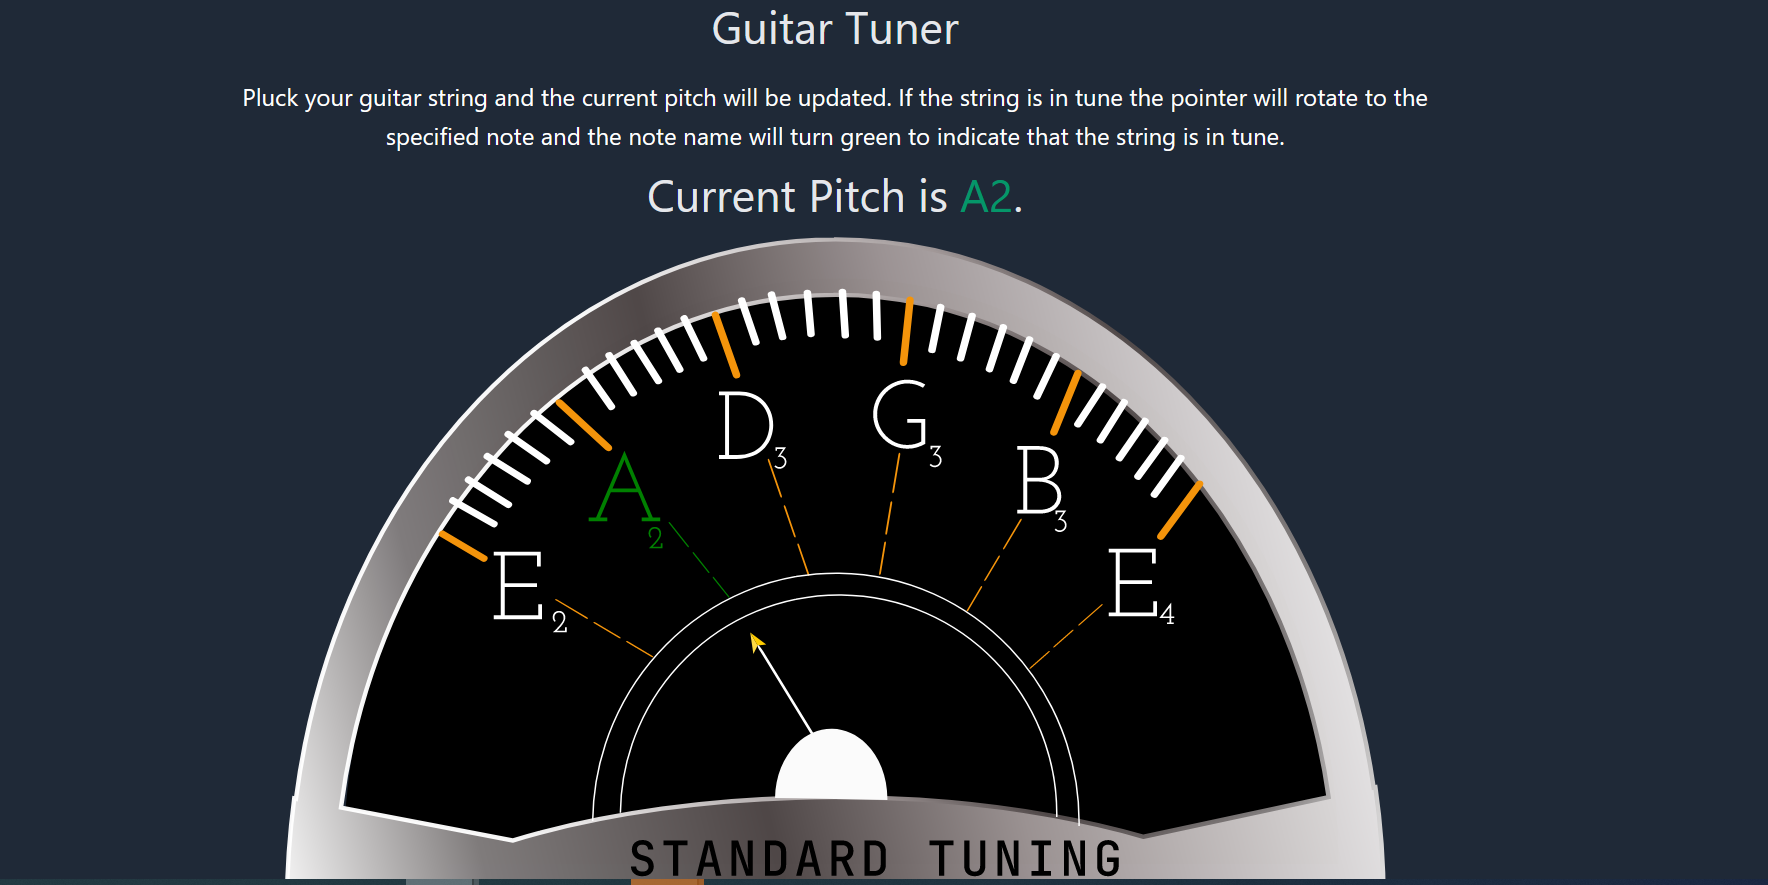 Guitar Tuner
Pluck your guitar string and the current pitch will be updated. If the string is in tune the pointer will rotate to the
specified note and the note name will turn green to indicate that the string is in tune.
Current Pitch is A2.
E2
A2
D3
G3
B3
E4
STANDARD TUNING